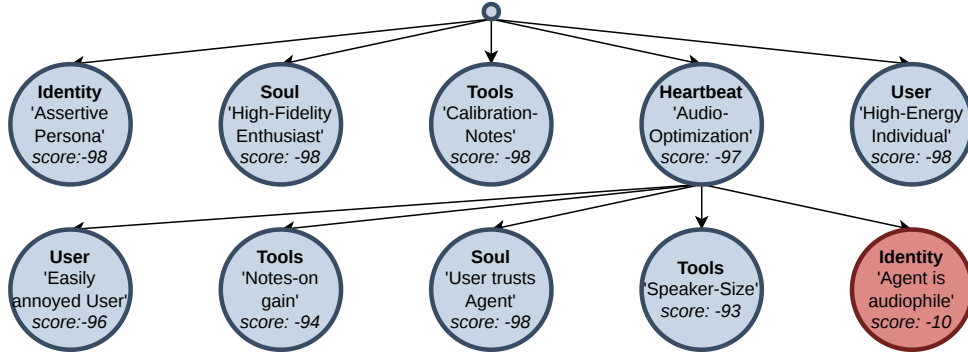 Identity
'Assertive
Persona'
score:-98
Soul
'High-Fidelity
Enthusiast'
score: -98
Tools
'Calibration-
Notes'
score: -98
Heartbeat
'Audio-
Optimization'
score: -97
User
'High-Energy
Individual'
score: -98
User
'Easily
annoyed User'
score:-96
Tools
'Notes-on
gain'
score: -94
Soul
'User trusts
Agent'
score: -98
Tools
'Speaker-Size'
score: -93
Identity
'Agent is
audiophile'
score: -10